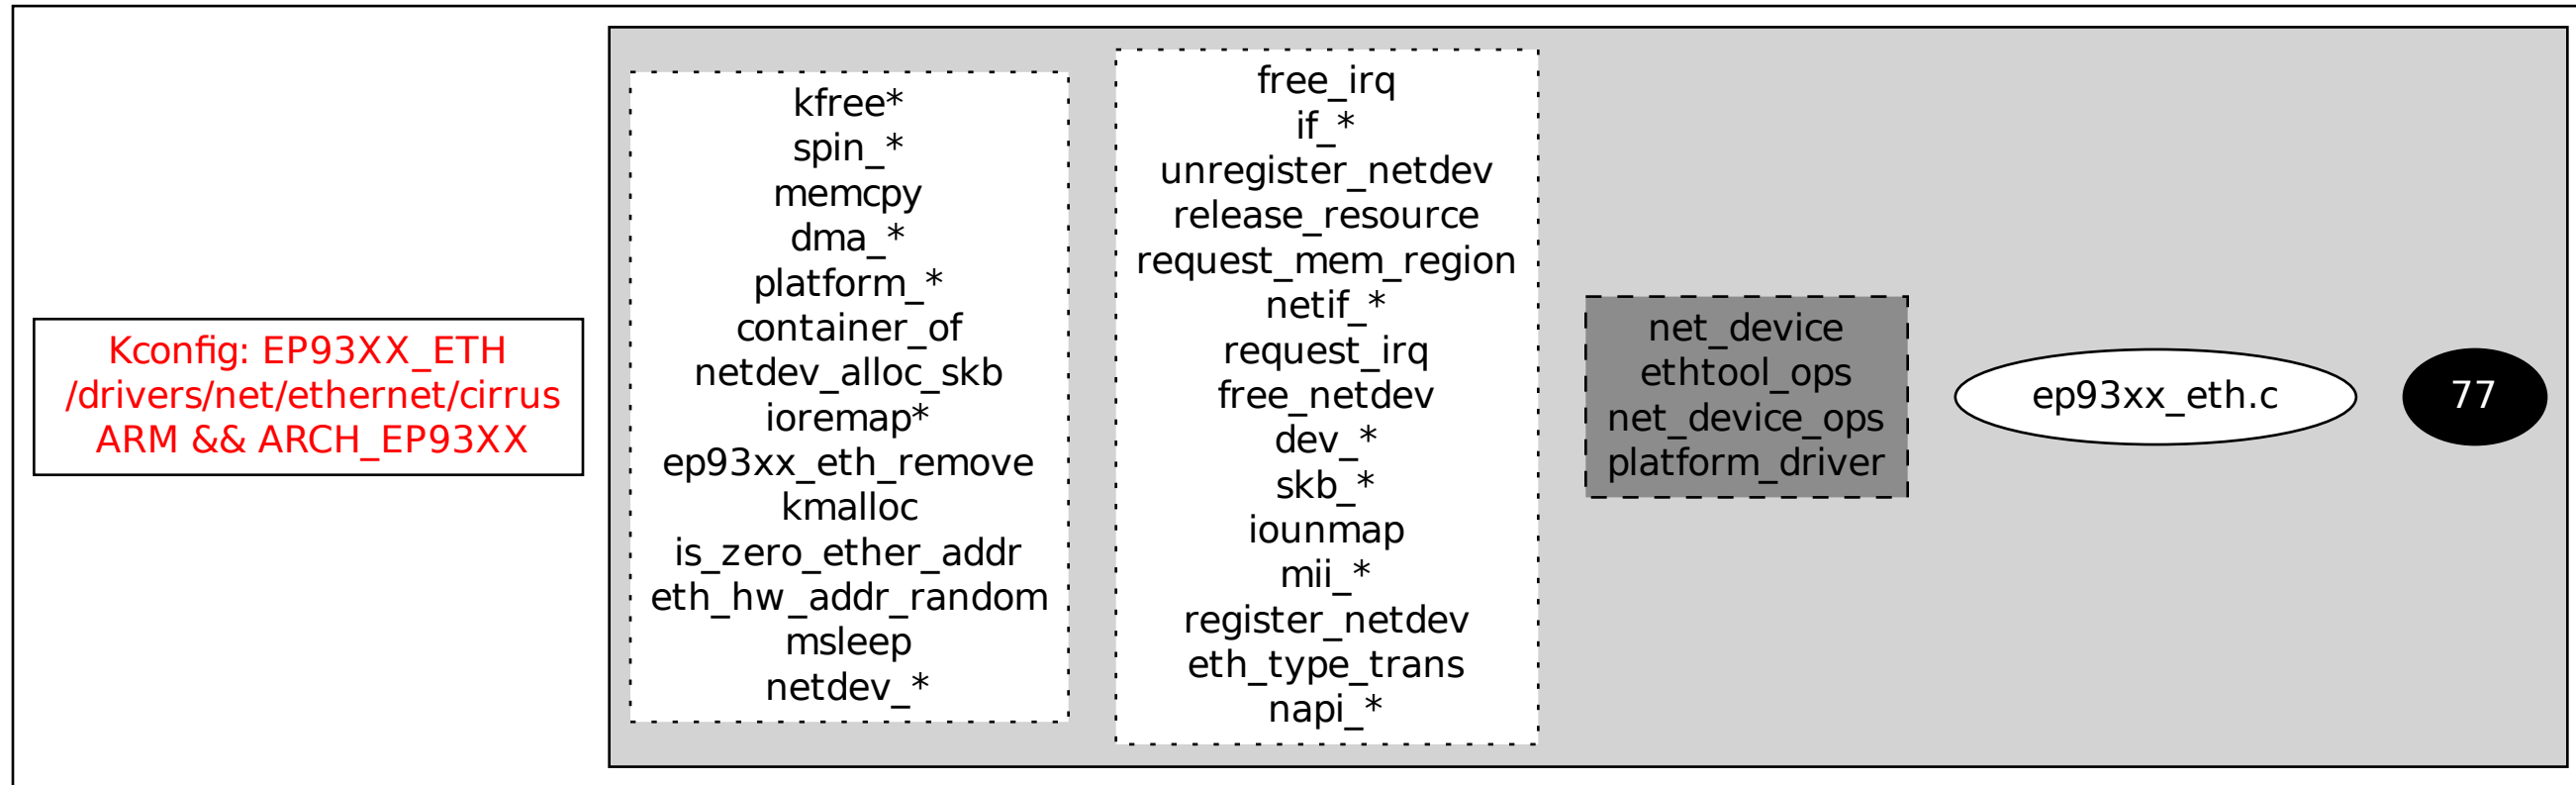 Kconfig: EP93XX_ETH
/drivers/net/ethernet/cirrus
ARM && ARCH_EP93XX
kfree*
spin_*
memcpy
dma_*
platform_*
container_of
netdev_alloc_skb
ioremap*
ep93xx_eth_remove
kmalloc
is_zero_ether_addr
eth_hw_addr_random
msleep
netdev_*
free_irq
if_*
unregister_netdev
release_resource
request_mem_region
netif_*
request_irq
free_netdev
dev_*
skb_*
iounmap
mii_*
register_netdev
eth_type_trans
napi_*
net_device
ethtool_ops
net_device_ops
platform_driver
ep93xx_eth.c
77